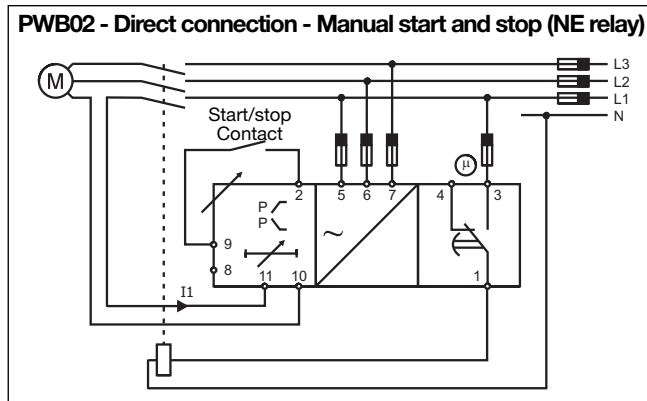 PWB02 - Direct connection - Manual start and stop (NE relay)
L3
M
L2
L1
Start/stop
Contact
N
μ
2
5
6
7
4
3
P
P
~
9
8
11
10
1
I1